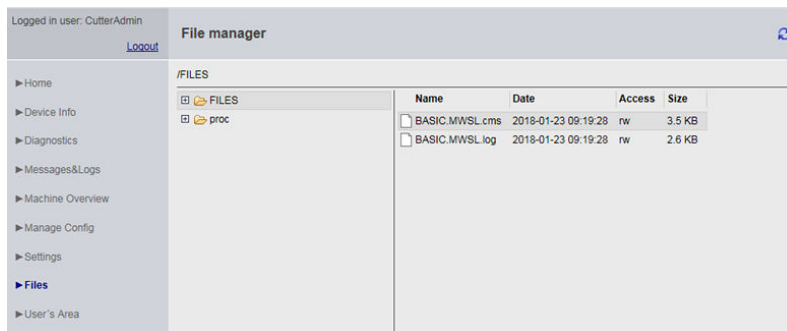 Logged in user: CutterAdmin
Logout
File manager
►Home
►Device Info
►Diagnostics
►Messages&Logs
►Machine Overview
►Manage Config
►Settings
►Files
►User´s Area
/FILES
FILES
proc
Name Date Access Size
BASIC.MWSL.cms 2018-01-23 09:19:28 rw 3.5 KB
BASIC.MWSL.log 2018-01-23 09:19:28 rw 2.6 KB